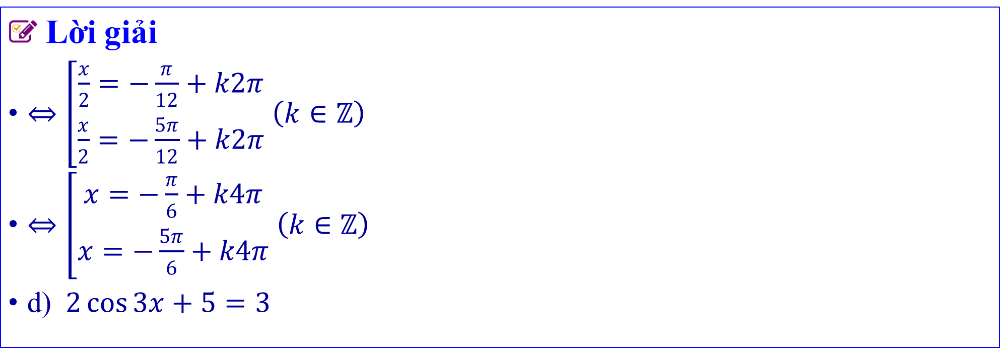 Lời giải
• ⇔ [ x/2 = −π/12 + k2π
x/2 = −5π/12 + k2π (k ∈ ℤ)
• ⇔ [ x = −π/6 + k4π
x = −5π/6 + k4π (k ∈ ℤ)
• d) 2 cos 3x + 5 = 3